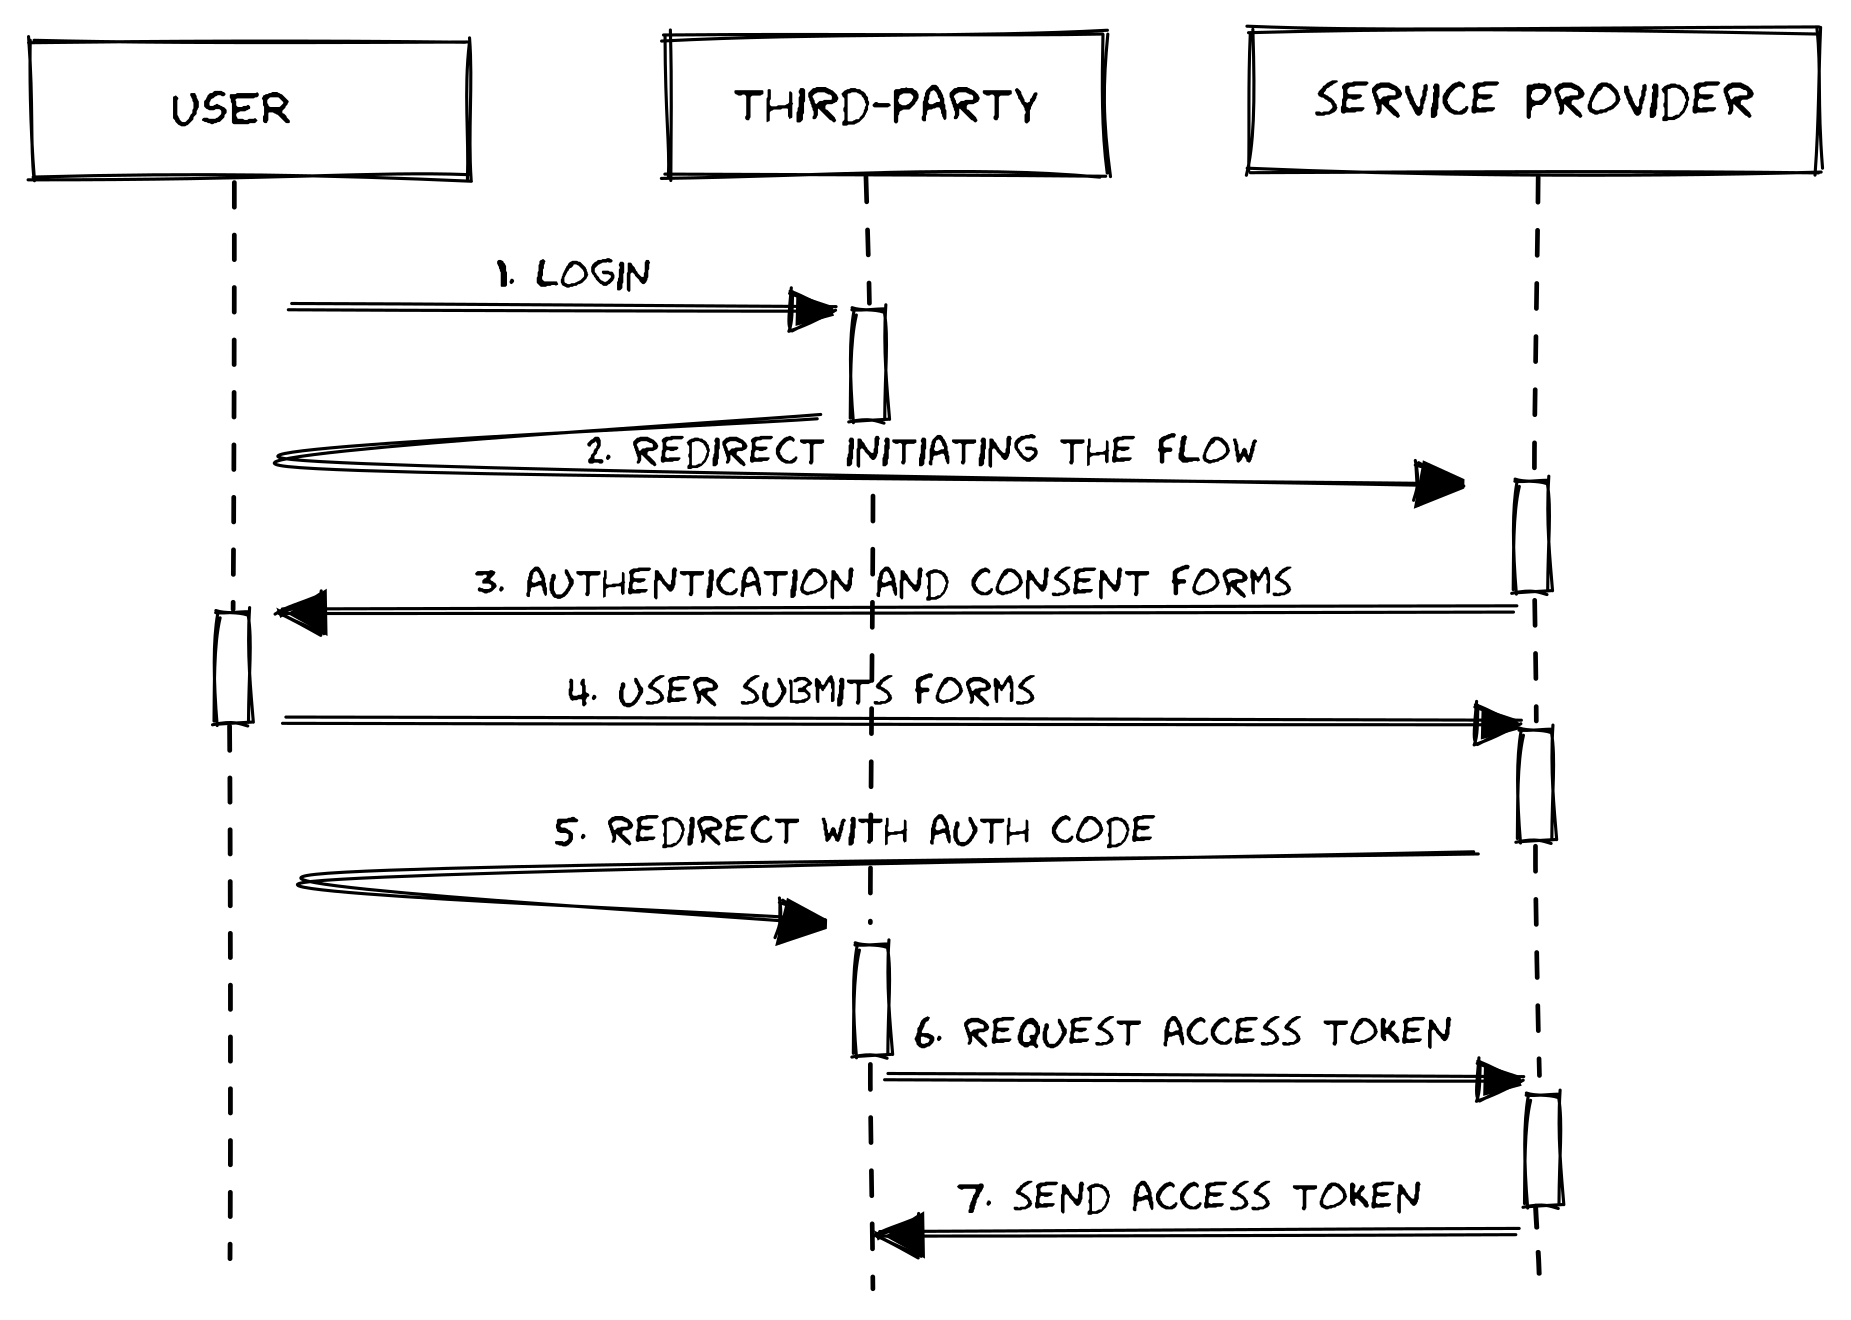 USER
THIRD-PARTY
SERVICE PROVIDER
1. LOGIN
2. REDIRECT INITIATING THE FLOW
3. AUTHENTICATION AND CONSENT FORMS
4. USER SUBMITS FORMS
5. REDIRECT WITH AUTH CODE
6. REQUEST ACCESS TOKEN
7. SEND ACCESS TOKEN